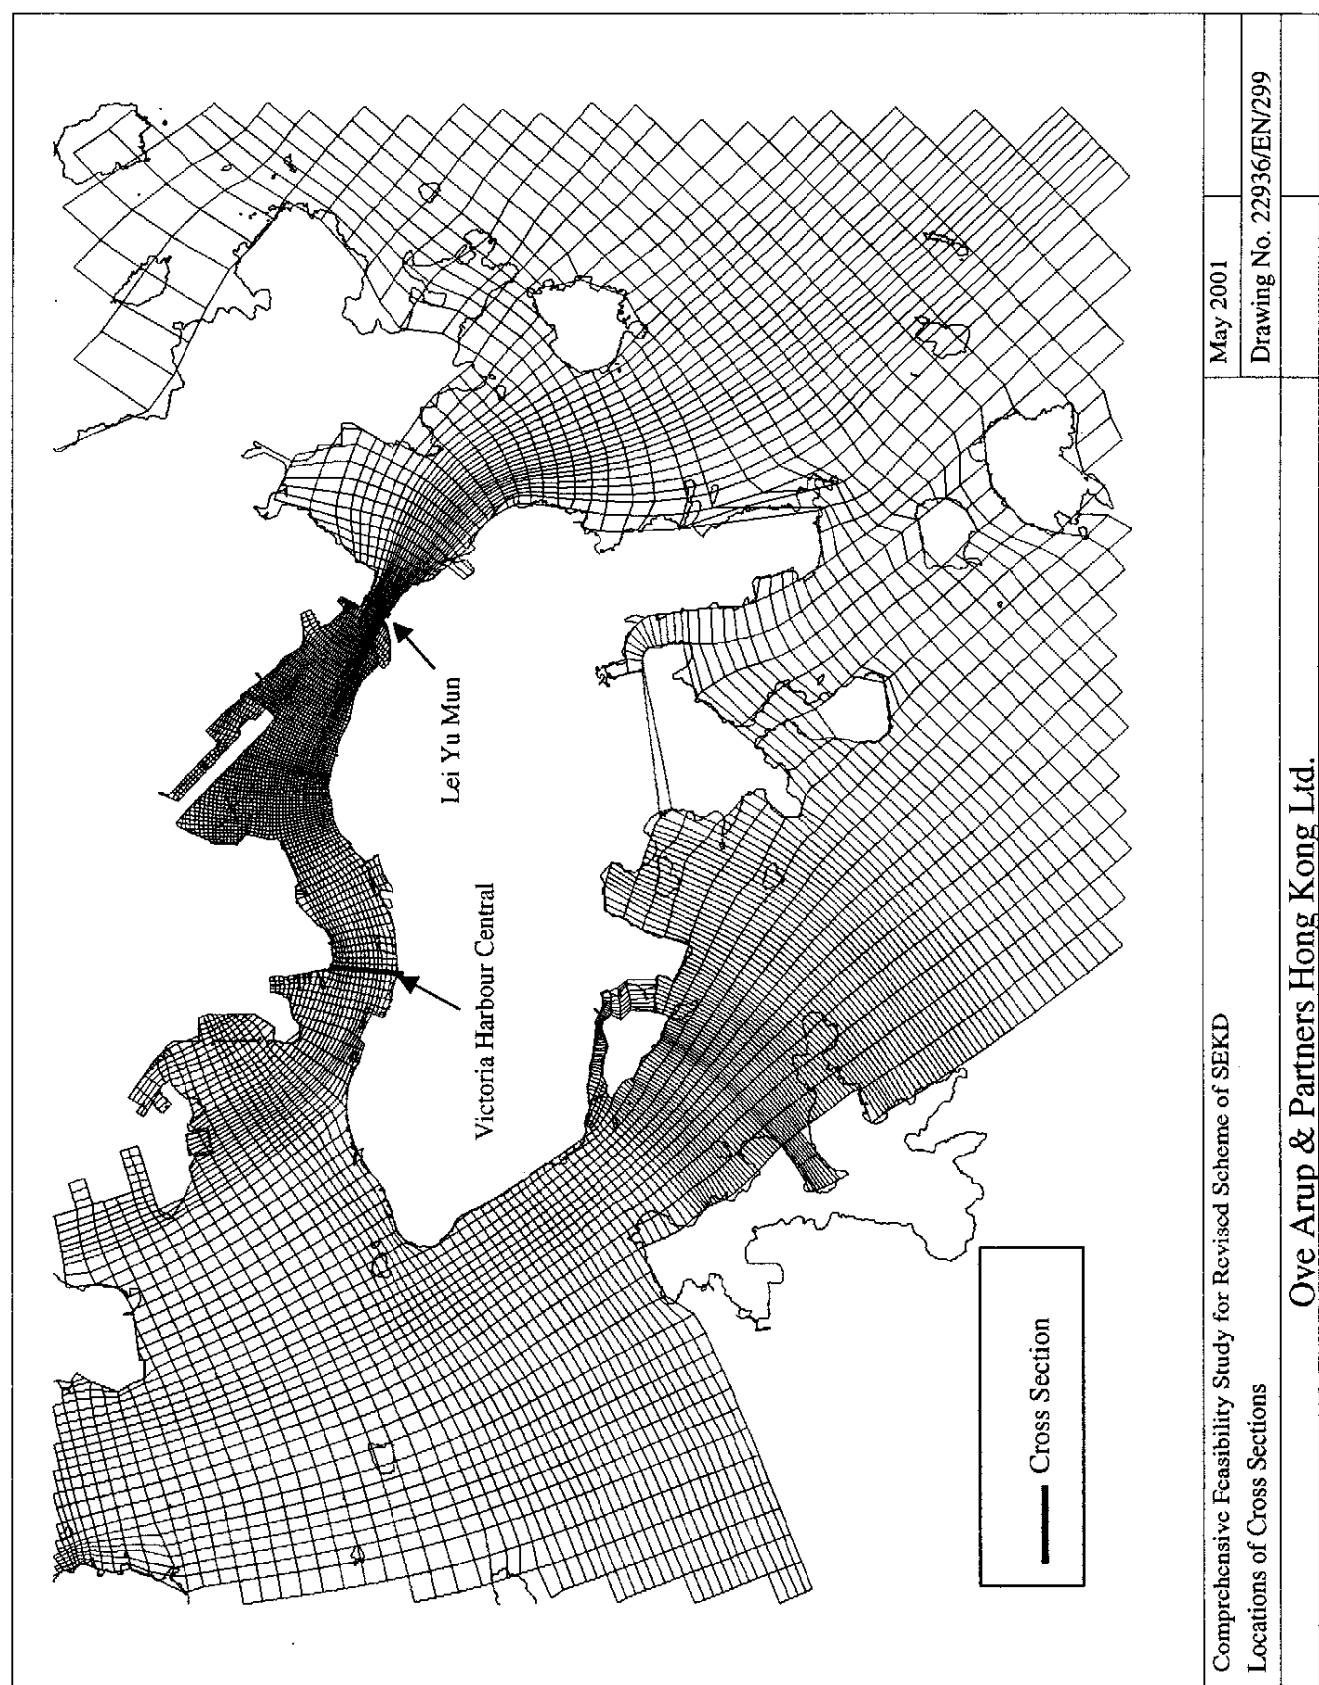 Lei Yu Mun
Victoria Harbour Central
Cross Section
Comprehensive Feasibility Study for Revised Scheme of SEKD
May 2001
Locations of Cross Sections
Drawing No. 22936/EN/299
Ove Arup & Partners Hong Kong Ltd.